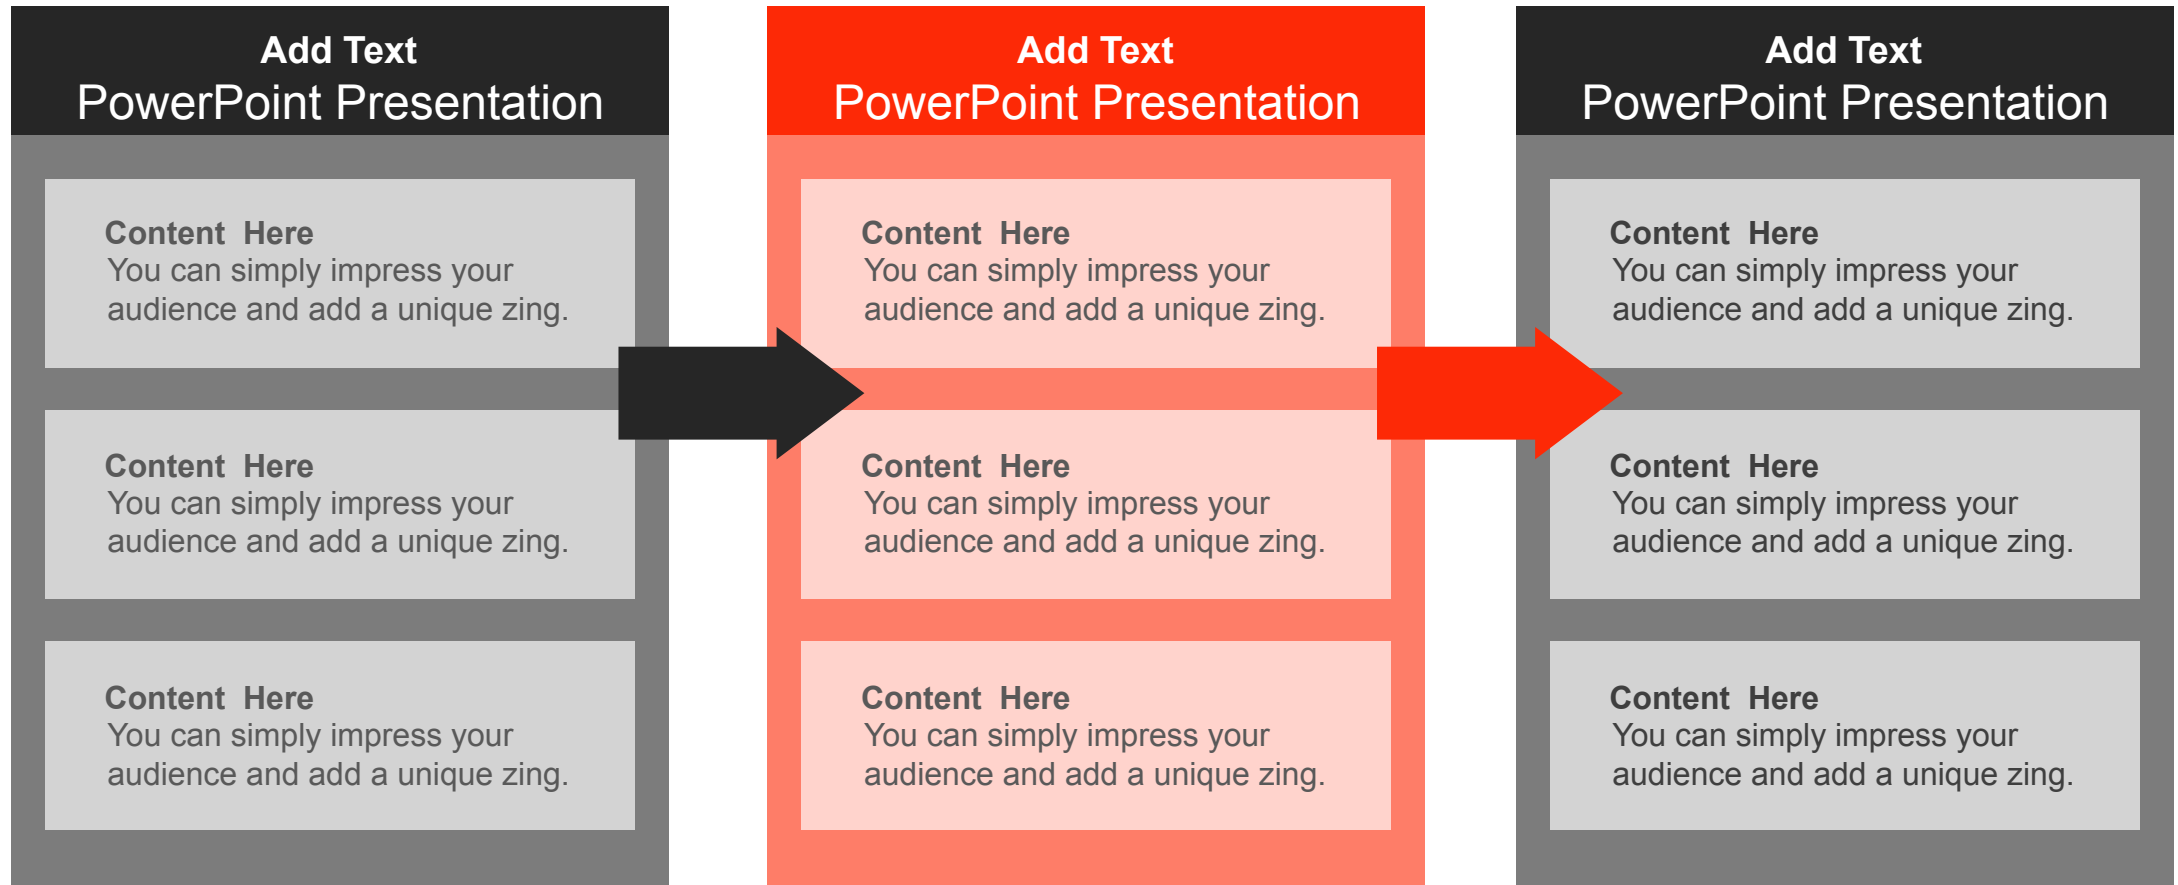 Add Text
PowerPoint Presentation
Content  Here
You can simply impress your
audience and add a unique zing.
Content  Here
You can simply impress your
audience and add a unique zing.
Content  Here
You can simply impress your
audience and add a unique zing.
Add Text
PowerPoint Presentation
Content  Here
You can simply impress your
audience and add a unique zing.
Content  Here
You can simply impress your
audience and add a unique zing.
Content  Here
You can simply impress your
audience and add a unique zing.
Add Text
PowerPoint Presentation
Content  Here
You can simply impress your
audience and add a unique zing.
Content  Here
You can simply impress your
audience and add a unique zing.
Content  Here
You can simply impress your
audience and add a unique zing.